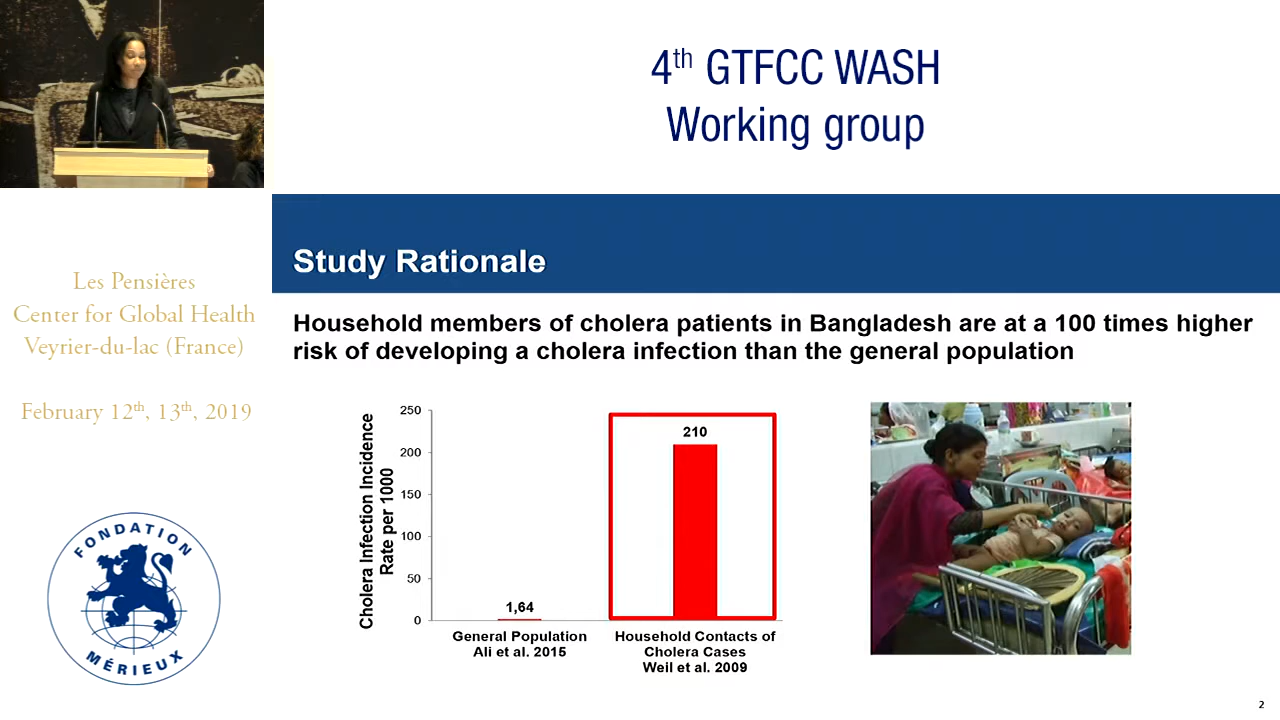 4th GTFCC WASH
Working group
Les Pensières
Center for Global Health
Veyrier-du-lac (France)
February 12th, 13th, 2019
FONDATION
MÉRIEUX
Study Rationale
Household members of cholera patients in Bangladesh are at a 100 times higher
risk of developing a cholera infection than the general population
Cholera Infection Incidence
Rate per 1000
250
200
150
100
50
0
1,64
210
General Population
Ali et al. 2015
Household Contacts of
Cholera Cases
Weil et al. 2009
2